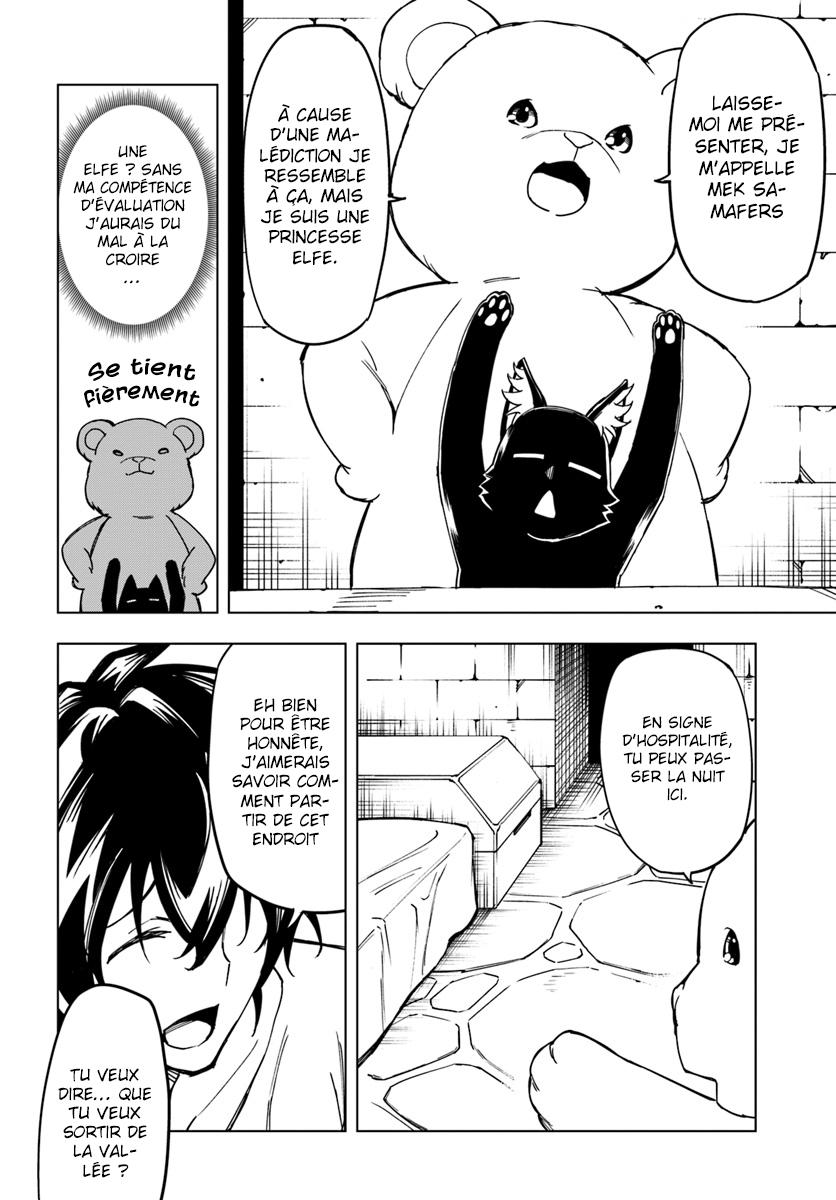 LAISSE-
MOI ME PRÉ-
SENTER, JE
M'APPELLE
MEK SA-
MAFERS
À CAUSE
D'UNE MA-
LÉDICTION JE
RESSEMBLE
À ÇA, MAIS
JE SUIS UNE
PRINCESSE
ELFE.
UNE
ELFE ? SANS
MA COMPÉTENCE
D'ÉVALUATION
J'AURAIS DU
MAL À LA
CROIRE
...
Se tient
fièrement
EN SIGNE
D'HOSPITALITÉ,
TU PEUX PAS-
SER LA NUIT
ICI.
EH BIEN
POUR ÊTRE
HONNÊTE,
J'AIMERAIS
SAVOIR COM-
MENT PAR-
TIR DE CET
ENDROIT
TU VEUX
DIRE... QUE
TU VEUX
SORTIR DE
LA VAL-
LÉE ?